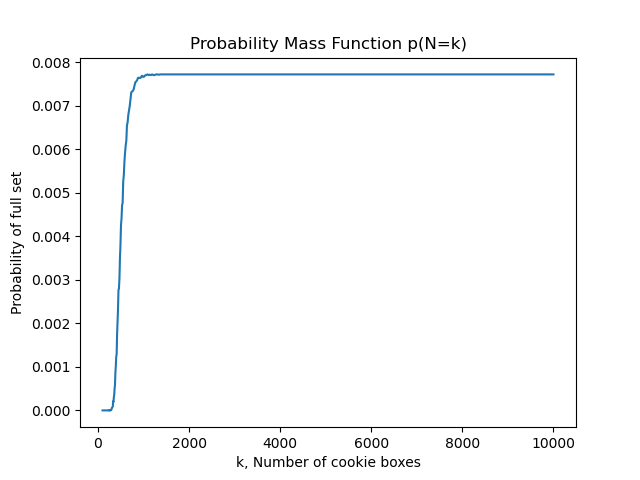 Probability Mass Function p(N=k)
0.008
0.007
0.006
0.005
0.004
0.003
0.002
0.001
0.000
Probability of full set
0 2000 4000 6000 8000 10000
k, Number of cookie boxes